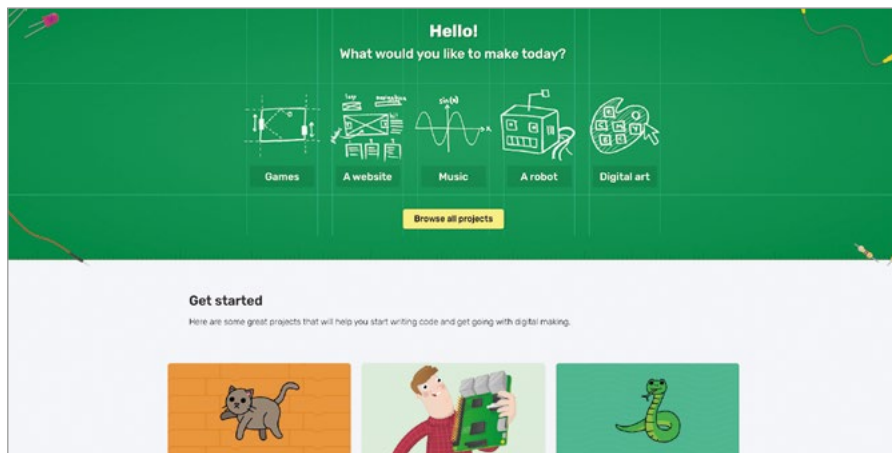 Hello!
What would you like to make today?
sin(x)
x
Games
A website
Music
A robot
Digital art
Browse all projects
Get started
Here are some great projects that will help you start writing code and get going with digital making.